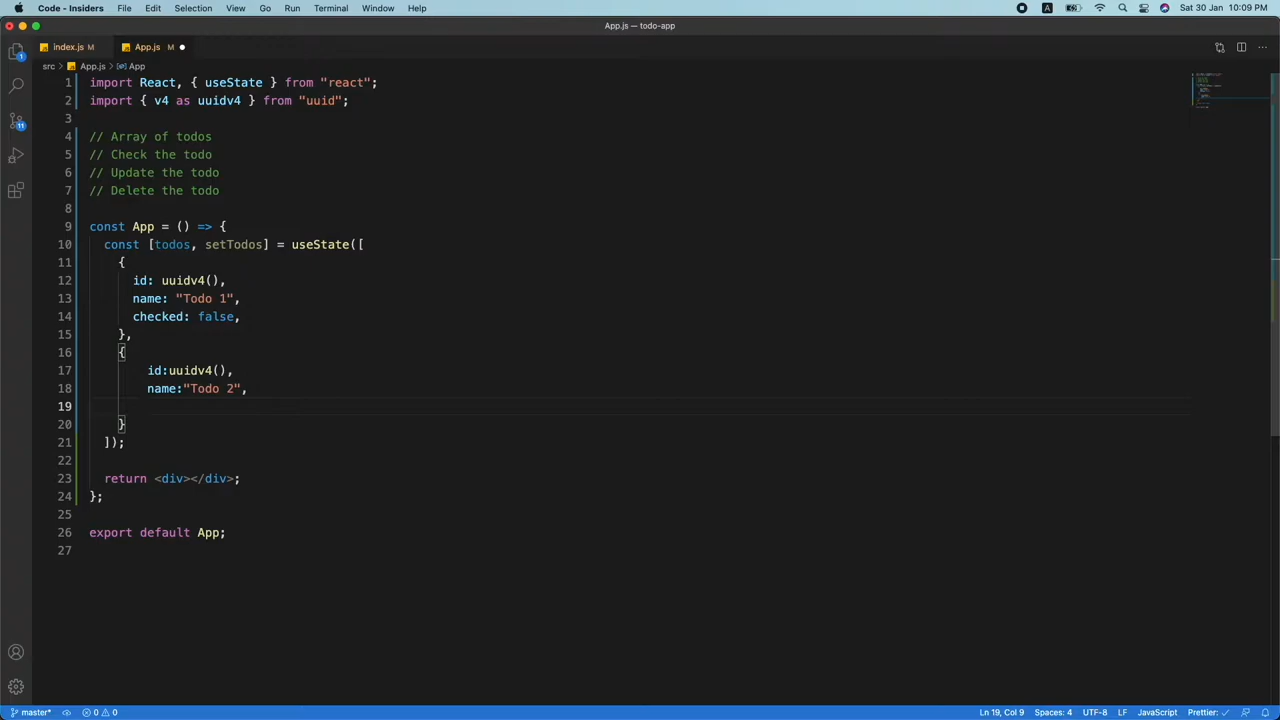 Code - Insiders File Edit Selection View Go Run Terminal Window Help A Sat 30 Jan 10:09 PM
App.js — todo-app
index.js M App.js M
src > App.js > App
1 import React, { useState } from "react";
2 import { v4 as uuidv4 } from "uuid";
3
4 // Array of todos
5 // Check the todo
6 // Update the todo
7 // Delete the todo
8
9 const App = () => {
10 const [todos, setTodos] = useState([
11 {
12 id: uuidv4(),
13 name: "Todo 1",
14 checked: false,
15 },
16 {
17 id:uuidv4(),
18 name:"Todo 2",
19
20 }
21 ]);
22
23 return <div></div>;
24 };
25
26 export default App;
27
1
11
master* 0 0 Ln 19, Col 9 Spaces: 4 UTF-8 LF JavaScript Prettier: ✓